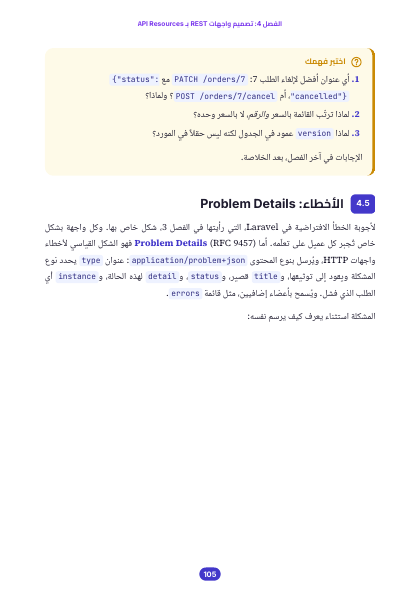 الفصل 4: تصميم واجهات REST بـ API Resources
اختبر فهمك
1. أي عنوان أفضل لإلغاء الطلب 7: PATCH /orders/7 مع {"status":
"cancelled"}، أم POST /orders/7/cancel ؟ ولماذا؟
2. لماذا ترتّب القائمة بالسعر والرقم، لا بالسعر وحده؟
3. لماذا version عمود في الجدول لكنه ليس حقلاً في المورد؟
الإجابات في آخر الفصل، بعد الخلاصة.
4.5 الأخطاء: Problem Details
لأجوبة الخطأ الافتراضية في Laravel، التي رأيتها في الفصل 3، شكل خاص بها. وكل واجهة بشكل
خاص تُجبر كل عميل على تعلّمه. أما Problem Details (RFC 9457) فهو الشكل القياسي لأخطاء
واجهات HTTP، ويُرسل بنوع المحتوى application/problem+json : عنوان type يحدد نوع
المشكلة ويعود إلى توثيقها، و title قصير، و status ، و detail لهذه الحالة، و instance أي
الطلب الذي فشل. ويُسمح بأعضاء إضافيين، مثل قائمة errors .
المشكلة استثناء يعرف كيف يرسم نفسه:
105